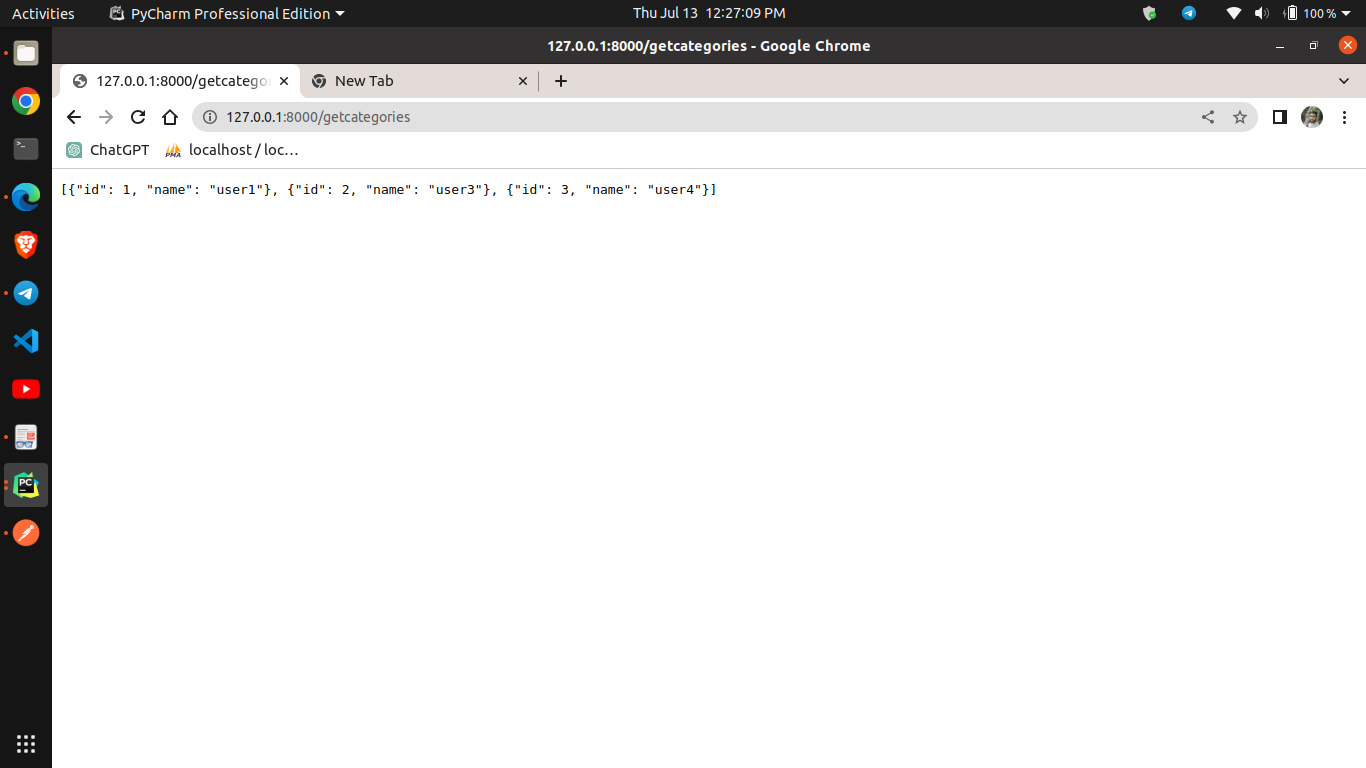 Activities PyCharm Professional Edition Thu Jul 13 12:27:09 PM 100 %
127.0.0.1:8000/getcategories - Google Chrome
127.0.0.1:8000/getcatego New Tab
127.0.0.1:8000/getcategories
ChatGPT PMA localhost / loc…
[{"id": 1, "name": "user1"}, {"id": 2, "name": "user3"}, {"id": 3, "name": "user4"}]
PC